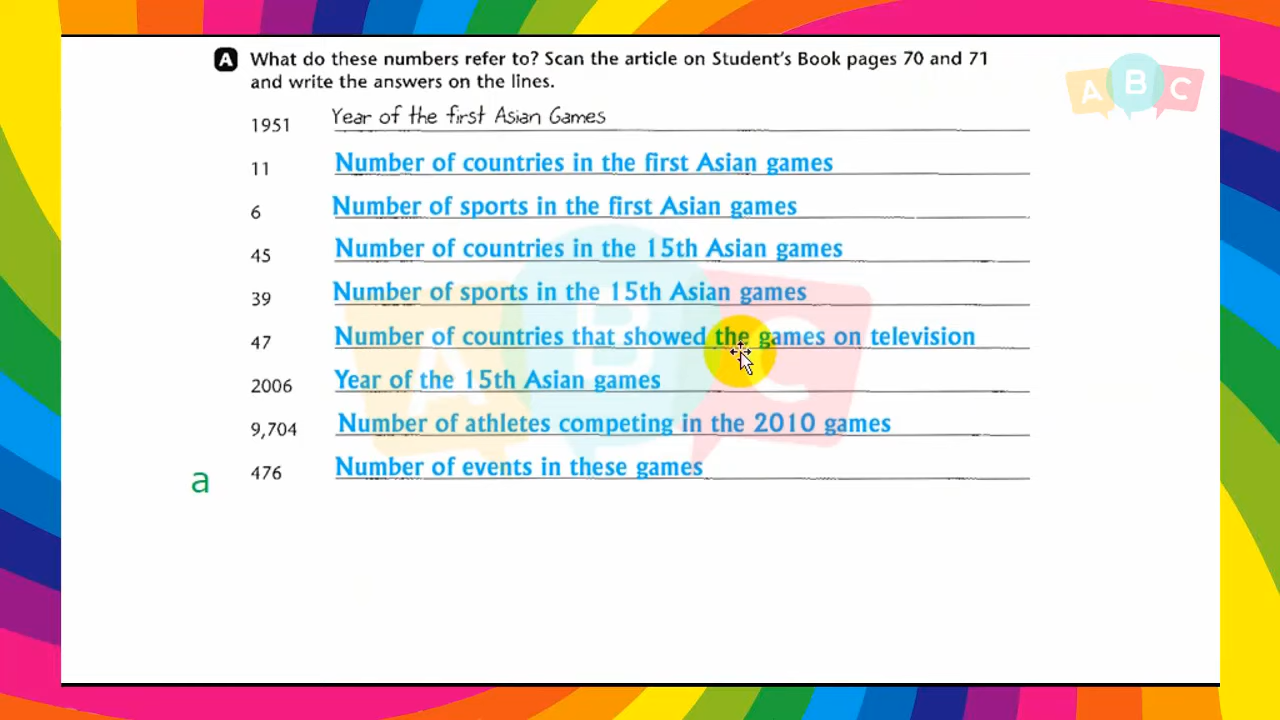 A What do these numbers refer to? Scan the article on Student's Book pages 70 and 71
and write the answers on the lines.
A B C
1951 Year of the first Asian Games
11 Number of countries in the first Asian games
6 Number of sports in the first Asian games
45 Number of countries in the 15th Asian games
39 Number of sports in the 15th Asian games
47 Number of countries that showed the games on television
2006 Year of the 15th Asian games
9,704 Number of athletes competing in the 2010 games
a 476 Number of events in these games
A B C